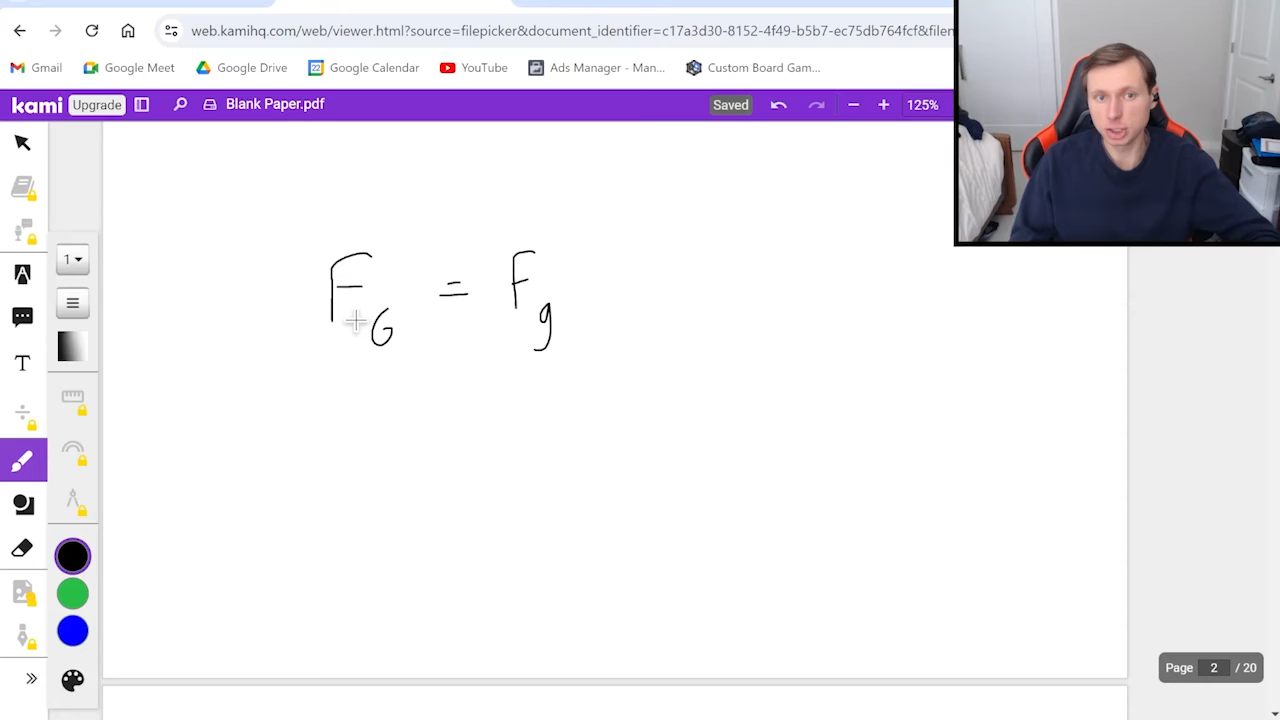 web.kamihq.com/web/viewer.html?source=filepicker&document_identifier=c17a3d30-8152-4f49-b5b7-ec75db764fcf&filen
Gmail Google Meet Google Drive 22 Google Calendar YouTube Ads Manager - Man... Custom Board Gam...
kami Upgrade Blank Paper.pdf Saved 125%
F_G = F_g
1
A
T
Page 2 / 20